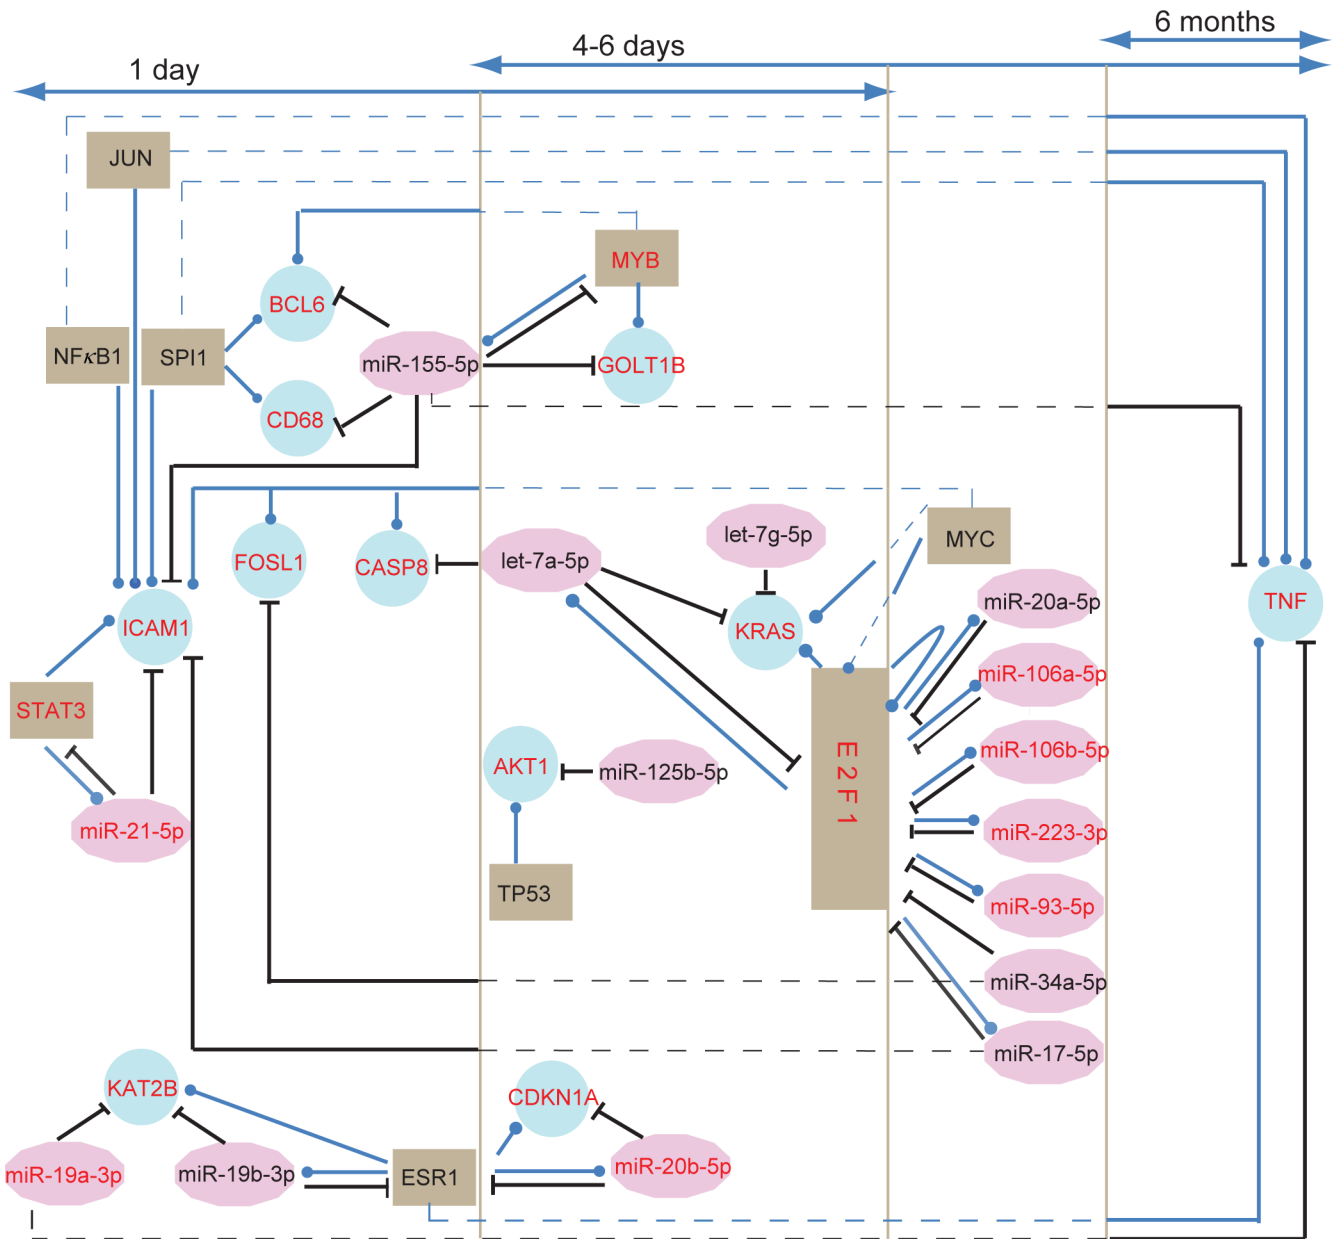 6 months
4-6 days
1 day
JUN
MYB
BCL6
NFκB1
SPI1
miR-155-5p
GOLT1B
CD68
let-7g-5p
MYC
FOSL1
CASP8
let-7a-5p
miR-20a-5p
TNF
ICAM1
KRAS
miR-106a-5p
STAT3
miR-106b-5p
AKT1
miR-125b-5p
E2F1
miR-21-5p
miR-223-3p
TP53
miR-93-5p
miR-34a-5p
miR-17-5p
KAT2B
CDKN1A
miR-19a-3p
miR-19b-3p
ESR1
miR-20b-5p